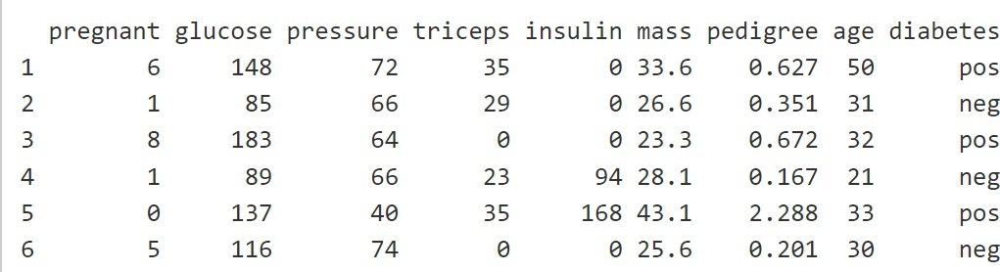 pregnant glucose pressure triceps insulin mass pedigree age diabetes
1 6 148 72 35 0 33.6 0.627 50 pos
2 1 85 66 29 0 26.6 0.351 31 neg
3 8 183 64 0 0 23.3 0.672 32 pos
4 1 89 66 23 94 28.1 0.167 21 neg
5 0 137 40 35 168 43.1 2.288 33 pos
6 5 116 74 0 0 25.6 0.201 30 neg